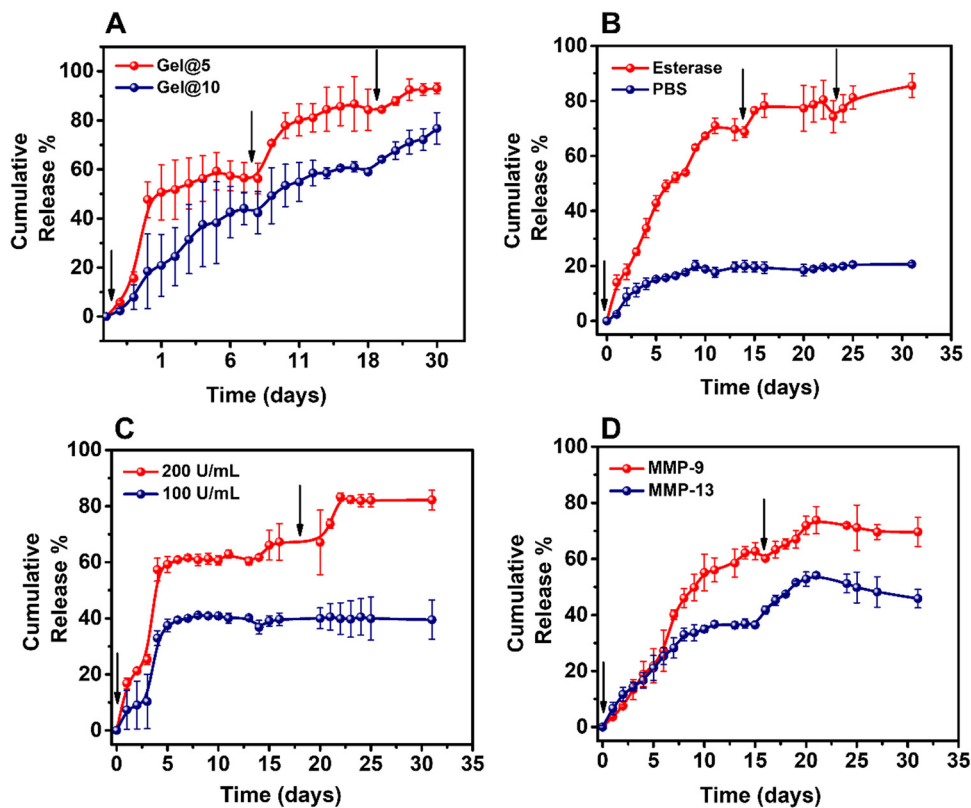 A
Gel@5
Gel@10
100
80
60
40
20
0
Cumulative
Release %
1
6
11
18
30
Time (days)
B
Esterase
PBS
100
80
60
40
20
0
Cumulative
Release %
0
5
10
15
20
25
30
35
Time (days)
C
200 U/mL
100 U/mL
100
80
60
40
20
0
Cumulative
Release %
0
5
10
15
20
25
30
35
Time (days)
D
MMP-9
MMP-13
100
80
60
40
20
0
Cumulative
Release %
0
5
10
15
20
25
30
35
Time (days)